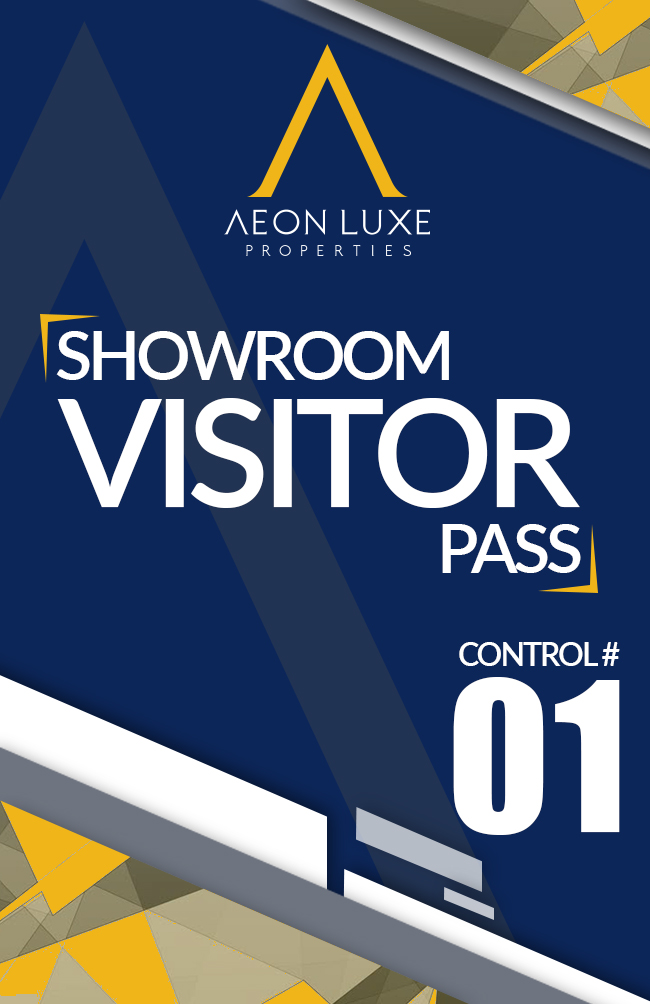 AEON LUXE
PROPERTIES
SHOWROOM
VISITOR
PASS
CONTROL #
01